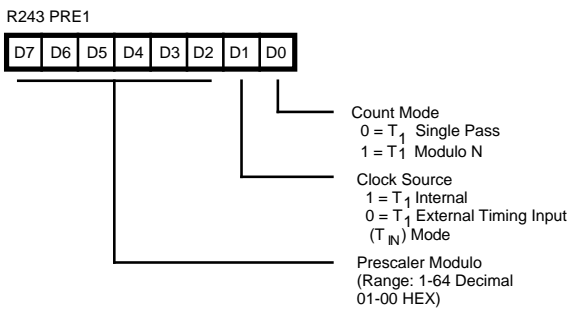 R243 PRE1
D7 D6 D5 D4 D3 D2 D1 D0
Count Mode
0 = T1 Single Pass
1 = T1 Modulo N
Clock Source
1 = T1 Internal
0 = T1 External Timing Input
(TIN) Mode
Prescaler Modulo
(Range: 1-64 Decimal
01-00 HEX)